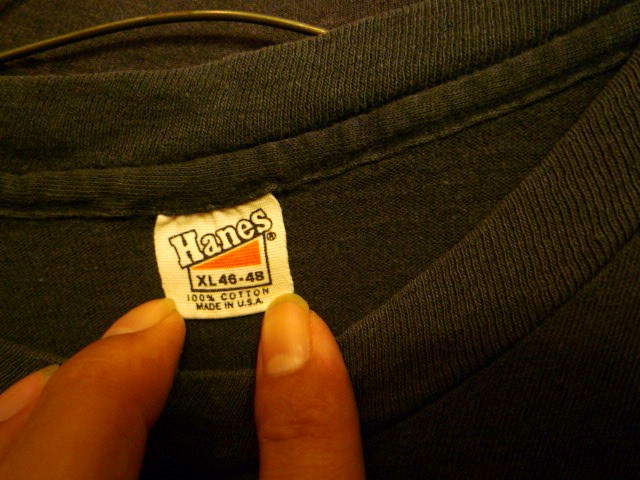 Hanes®
XL 46-48
100% COTTON
MADE IN U.S.A.